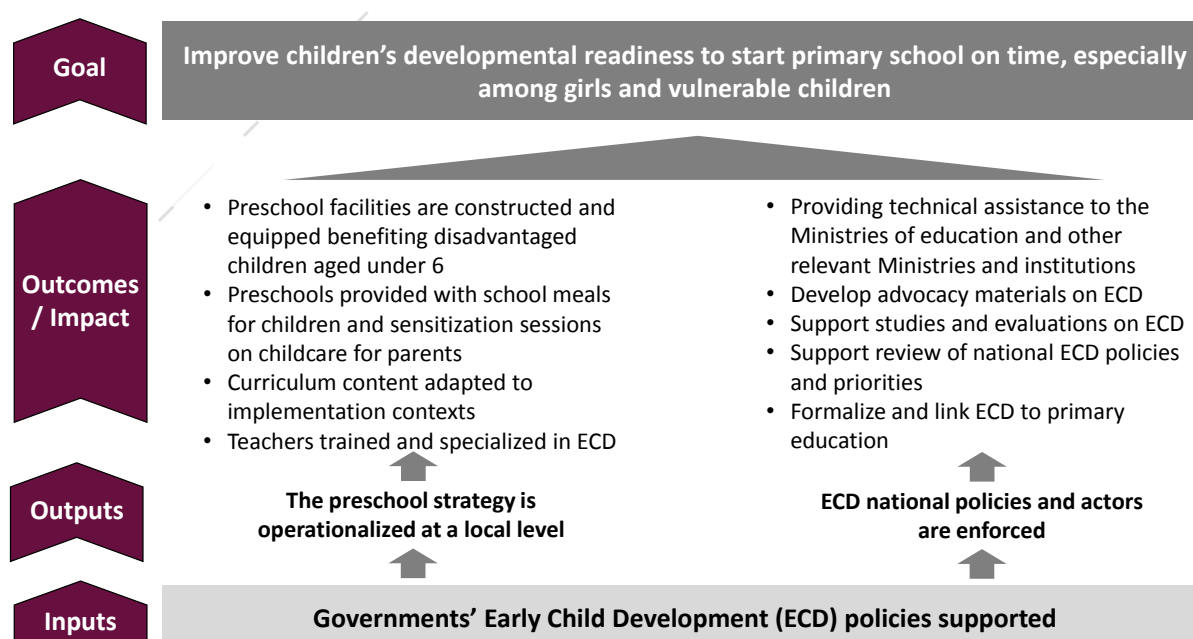 Goal
Improve children's developmental readiness to start primary school on time, especially
among girls and vulnerable children
Outcomes
/ Impact
• Preschool facilities are constructed and
equipped benefiting disadvantaged
children aged under 6
• Preschools provided with school meals
for children and sensitization sessions
on childcare for parents
• Curriculum content adapted to
implementation contexts
• Teachers trained and specialized in ECD
• Providing technical assistance to the
Ministries of education and other
relevant Ministries and institutions
• Develop advocacy materials on ECD
• Support studies and evaluations on ECD
• Support review of national ECD policies
and priorities
• Formalize and link ECD to primary
education
Outputs
The preschool strategy is
operationalized at a local level
ECD national policies and actors
are enforced
Inputs
Governments' Early Child Development (ECD) policies supported